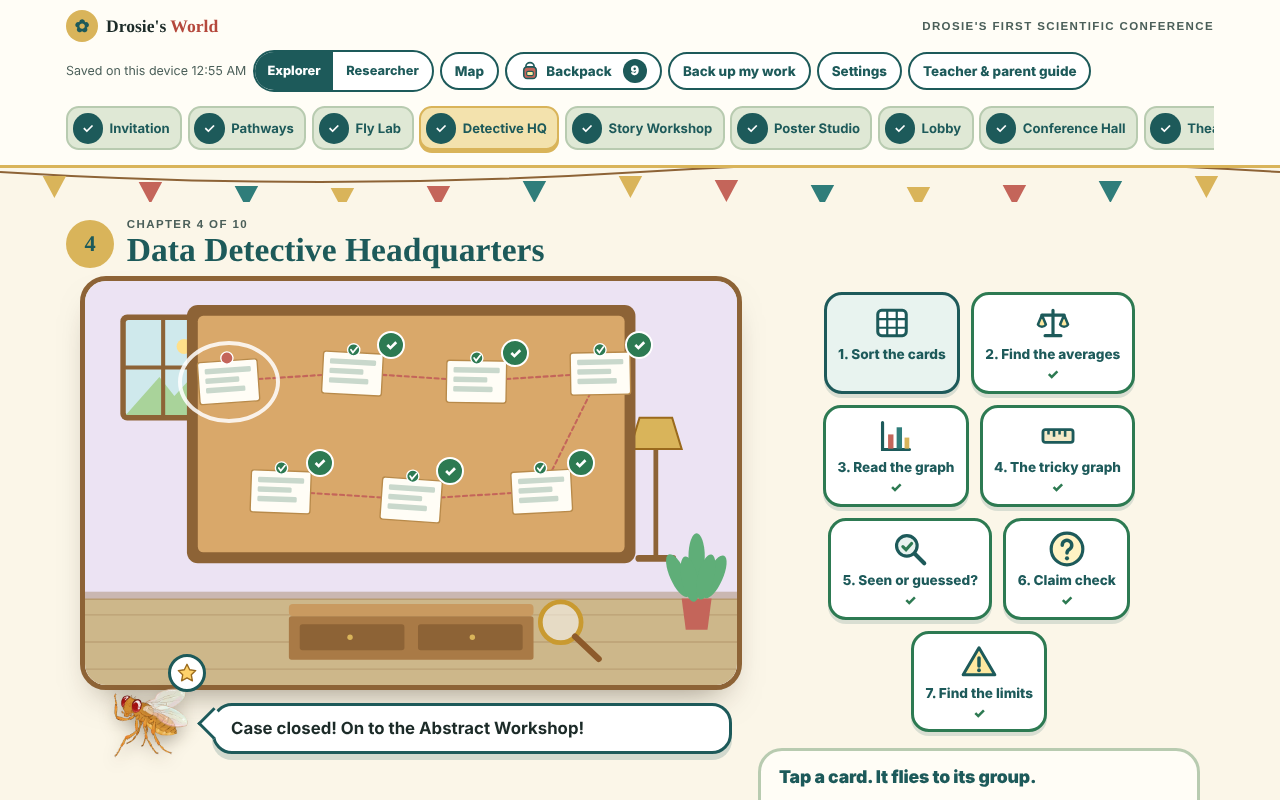 Drosie's World
DROSIE'S FIRST SCIENTIFIC CONFERENCE
Saved on this device 12:55 AM
Explorer
Researcher
Map
Backpack 9
Back up my work
Settings
Teacher & parent guide
Invitation
Pathways
Fly Lab
Detective HQ
Story Workshop
Poster Studio
Lobby
Conference Hall
4
CHAPTER 4 OF 10
Data Detective Headquarters
1. Sort the cards
2. Find the averages
3. Read the graph
4. The tricky graph
5. Seen or guessed?
6. Claim check
7. Find the limits
Case closed! On to the Abstract Workshop!
Tap a card. It flies to its group.